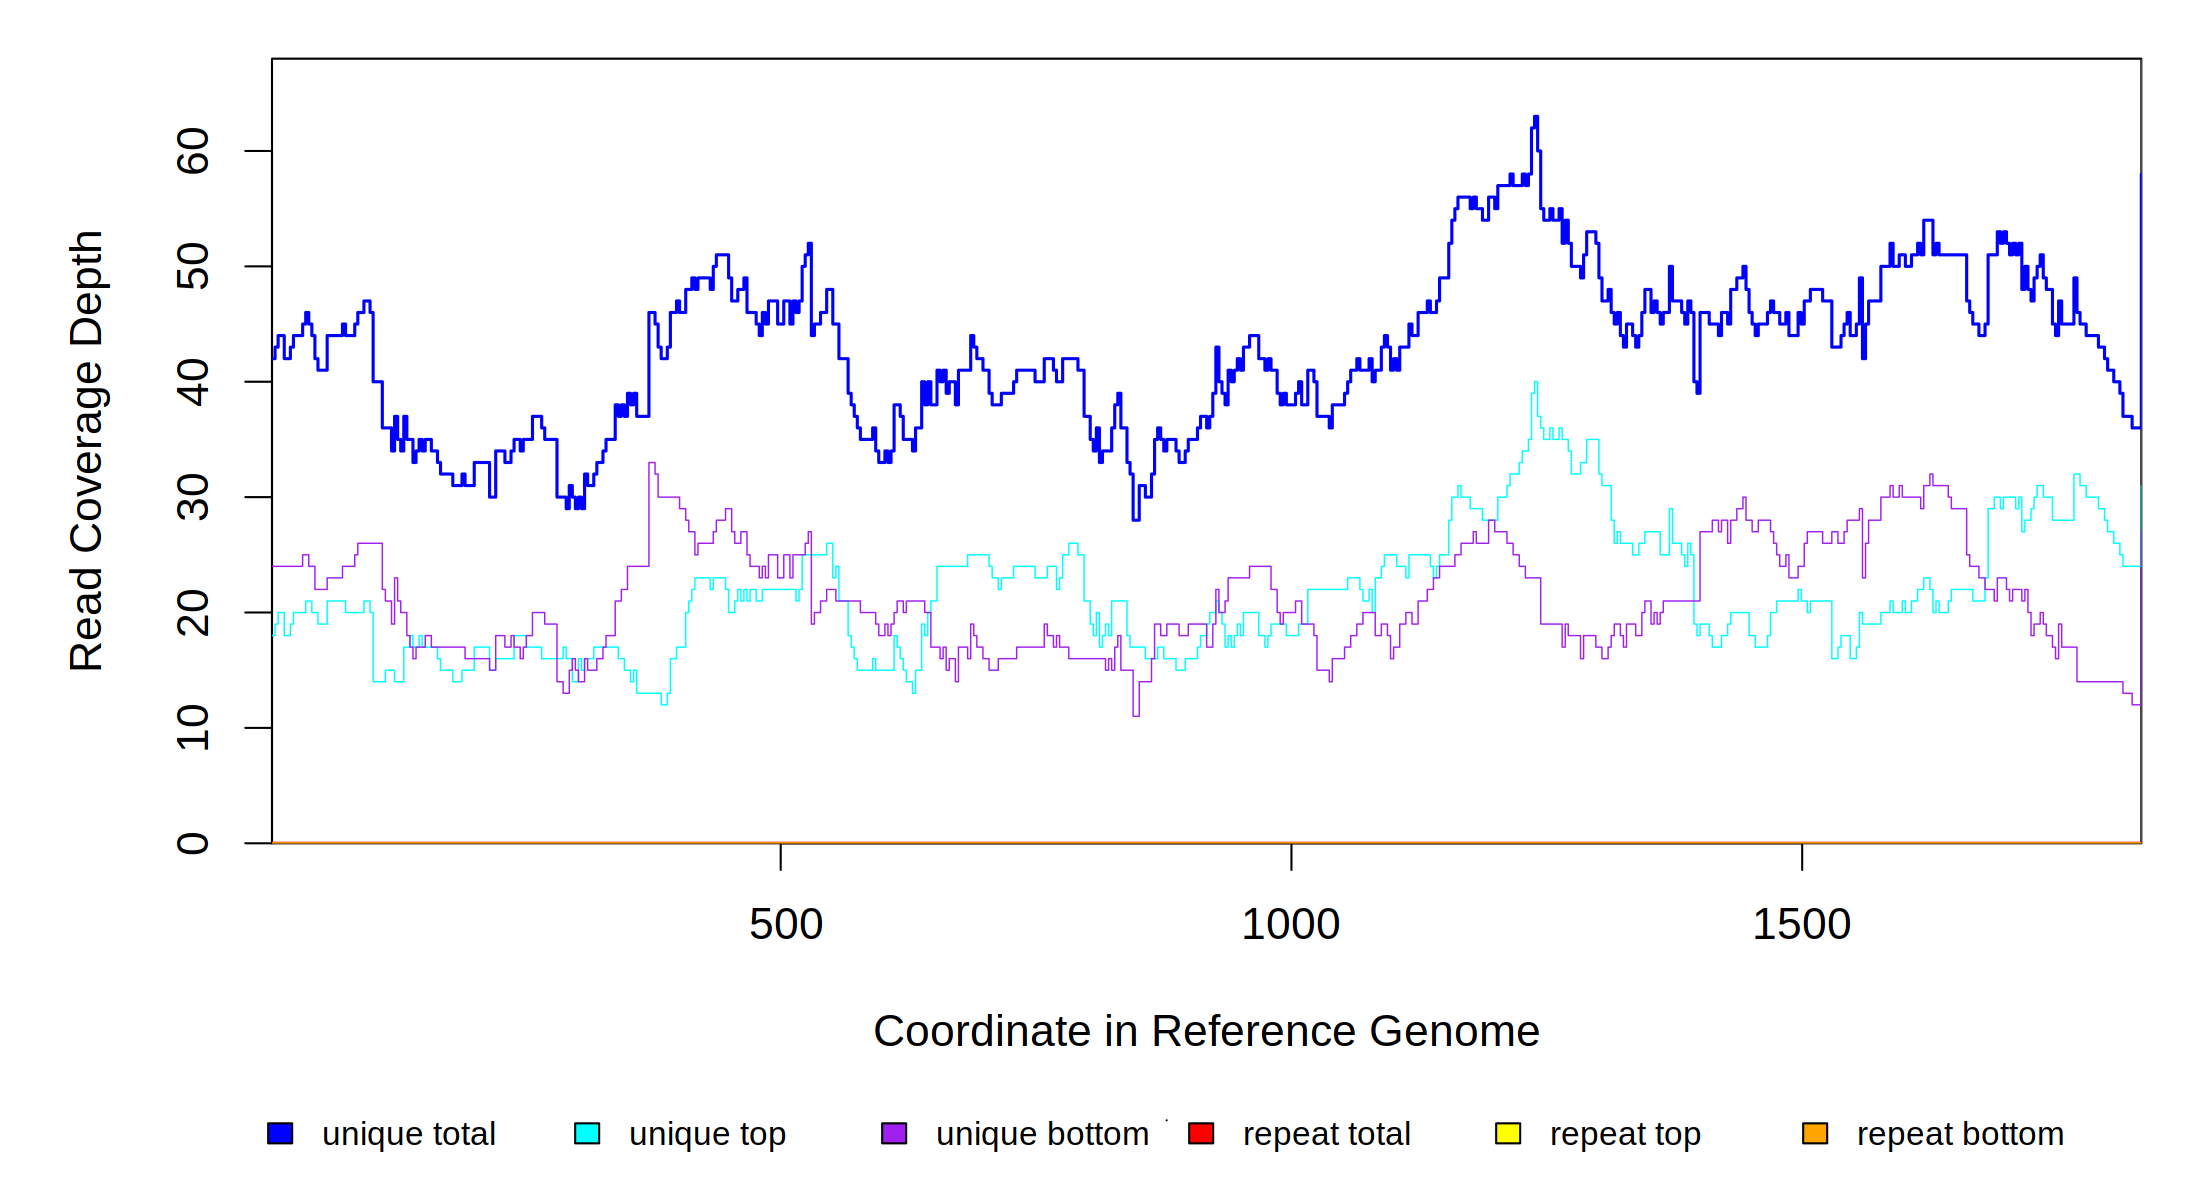 Read Coverage Depth
60
50
40
30
20
10
0
500 1000 1500
Coordinate in Reference Genome
unique total unique top unique bottom repeat total repeat top repeat bottom